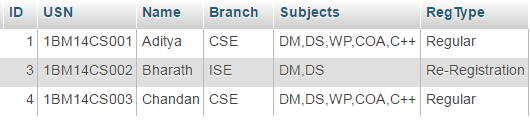 ID USN Name Branch Subjects RegType
1 1BM14CS001 Aditya CSE DM,DS,WP,COA,C++ Regular
3 1BM14CS002 Bharath ISE DM,DS Re-Registration
4 1BM14CS003 Chandan CSE DM,DS,WP,COA,C++ Regular